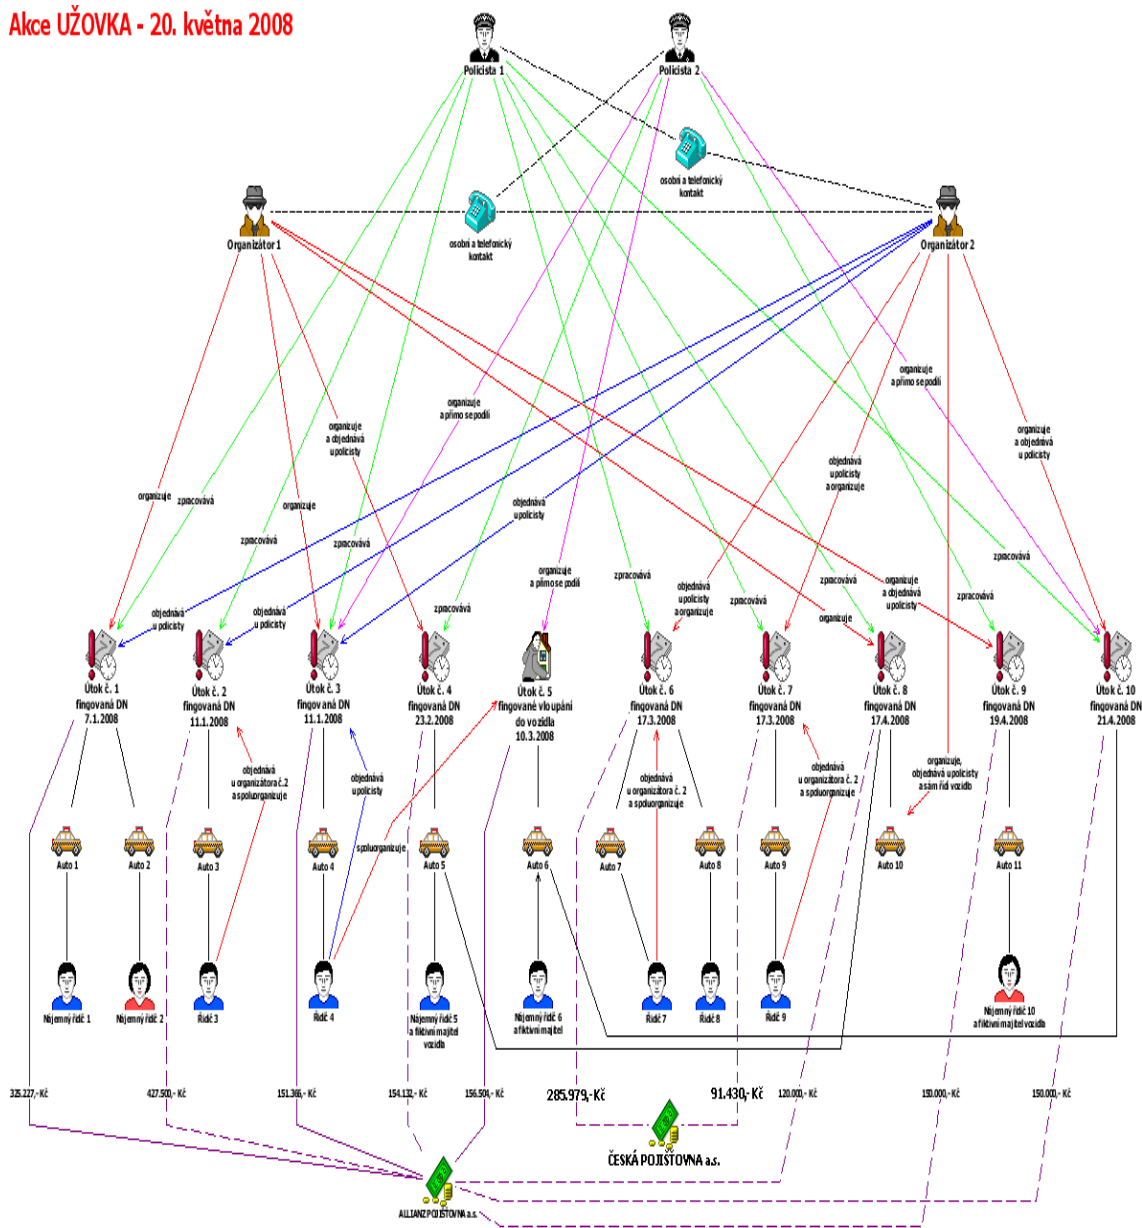 Akce UŽOVKA - 20. května 2008
Policista 1
Policista 2
osobní a telefonický
kontakt
osobní a telefonický
kontakt
Organizátor 1
Organizátor 2
organizuje
a přímo se podílí
organizuje
a přímo se podílí
organizuje
a objednává
u policisty
organizuje
a objednává
u policisty
objednává
u policisty
a organizuje
organizuje
zpracovává
organizuje
objednává
u policisty
zpracovává
zpracovává
zpracovává
organizuje
a přímo se podílí
zpracovává
objednává
u policisty
a organizuje
zpracovává
zpracovává
organizuje
a objednává
u policisty
zpracovává
zpracovává
objednává
u policisty
objednává
u policisty
organizuje
Útok č. 1
fingovaná DN
7.1.2008
Útok č. 2
fingovaná DN
11.1.2008
Útok č. 3
fingovaná DN
11.1.2008
Útok č. 4
fingovaná DN
23.2.2008
Útok č. 5
fingované vloupání
do vozidla
10.3.2008
Útok č. 6
fingovaná DN
17.3.2008
Útok č. 7
fingovaná DN
17.3.2008
Útok č. 8
fingovaná DN
17.4.2008
Útok č. 9
fingovaná DN
19.4.2008
Útok č. 10
fingovaná DN
21.4.2008
objednává
u organizátora č. 2
a spoluorganizuje
objednává
u policisty
spoluorganizuje
objednává
u organizátora č. 2
a spoluorganizuje
objednává
u organizátora č. 2
a spoluorganizuje
organizuje,
objednává u policisty
a sám řídí vozidlo
Auto 1
Auto 2
Auto 3
Auto 4
Auto 5
Auto 6
Auto 7
Auto 8
Auto 9
Auto 10
Auto 11
Nájemný řidič 1
Nájemný řidič 2
Řidič 3
Řidič 4
Nájemný řidič 5
a fiktivní majitel
vozidla
Nájemný řidič 6
a fiktivní majitel
Řidič 7
Řidič 8
Řidič 9
Nájemný řidič 10
a fiktivní majitel vozidla
325.227,- Kč
427.500,- Kč
151.366,- Kč
154.132,- Kč
156.504,- Kč
285.979,- Kč
91.430,- Kč
120.000,- Kč
130.000,- Kč
150.000,- Kč
ČESKÁ POJIŠŤOVNA a.s.
ALLIANZ POJIŠŤOVNA a.s.